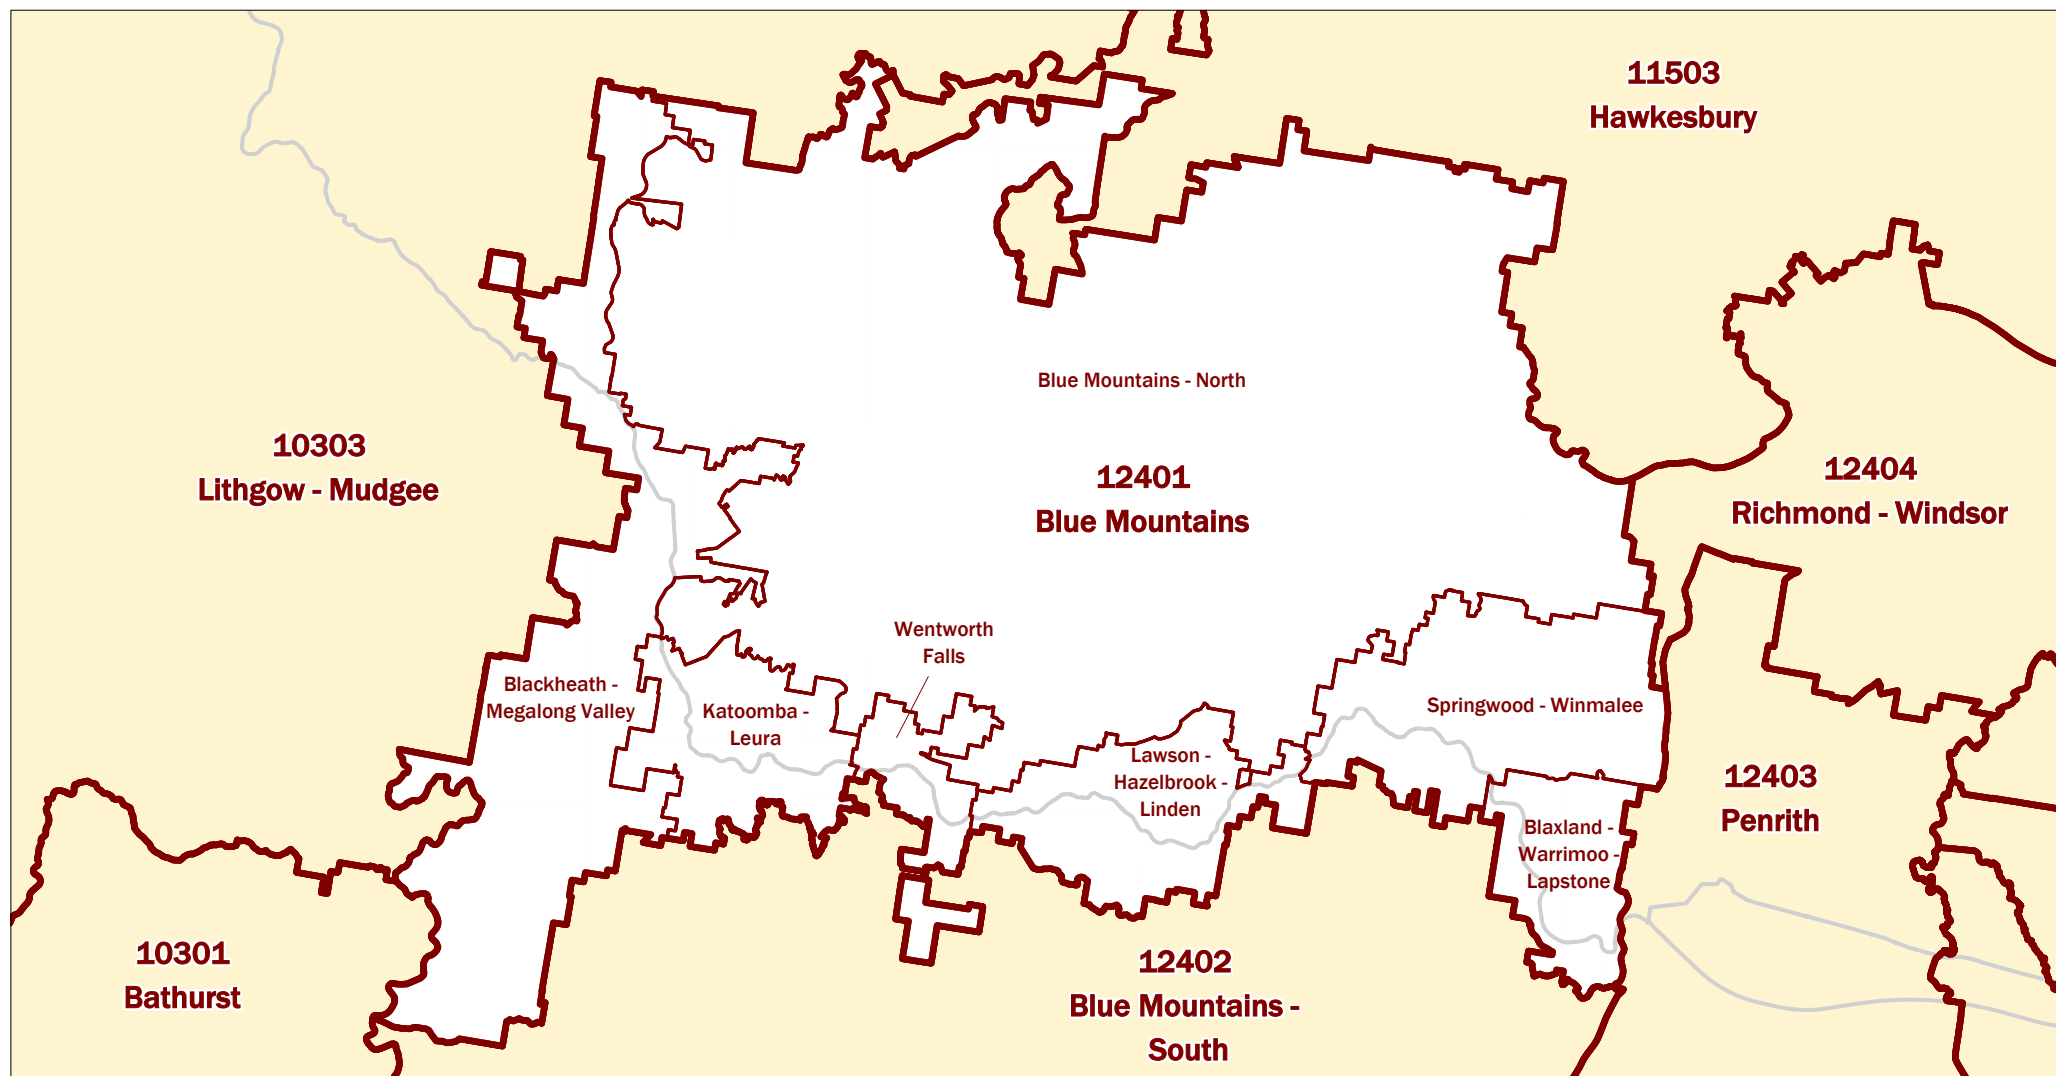 11503
Hawkesbury
Blue Mountains - North
10303
Lithgow - Mudgee
12401
Blue Mountains
12404
Richmond - Windsor
Wentworth
Falls
Blackheath -
Megalong Valley
Katoomba -
Leura
Springwood - Winmalee
Lawson -
Hazelbrook -
Linden
12403
Penrith
Blaxland -
Warrimoo -
Lapstone
10301
Bathurst
12402
Blue Mountains -
South